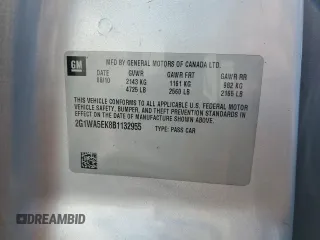 GM
MFD BY GENERAL MOTORS OF CANADA LTD.
DATE GVWR GAWR FRT GAWR RR
08/10 2143 KG 1161 KG 982 KG
4725 LB 2560 LB 2165 LB
THIS VEHICLE CONFORMS TO ALL APPLICABLE U.S. FEDERAL MOTOR
VEHICLE SAFETY, BUMPER, AND THEFT PREVENTION STANDARDS IN
EFFECT ON THE DATE OF MANUFACTURE SHOWN ABOVE.
2G1WA5EK8B1132955 TYPE: PASS CAR
DREAMBID